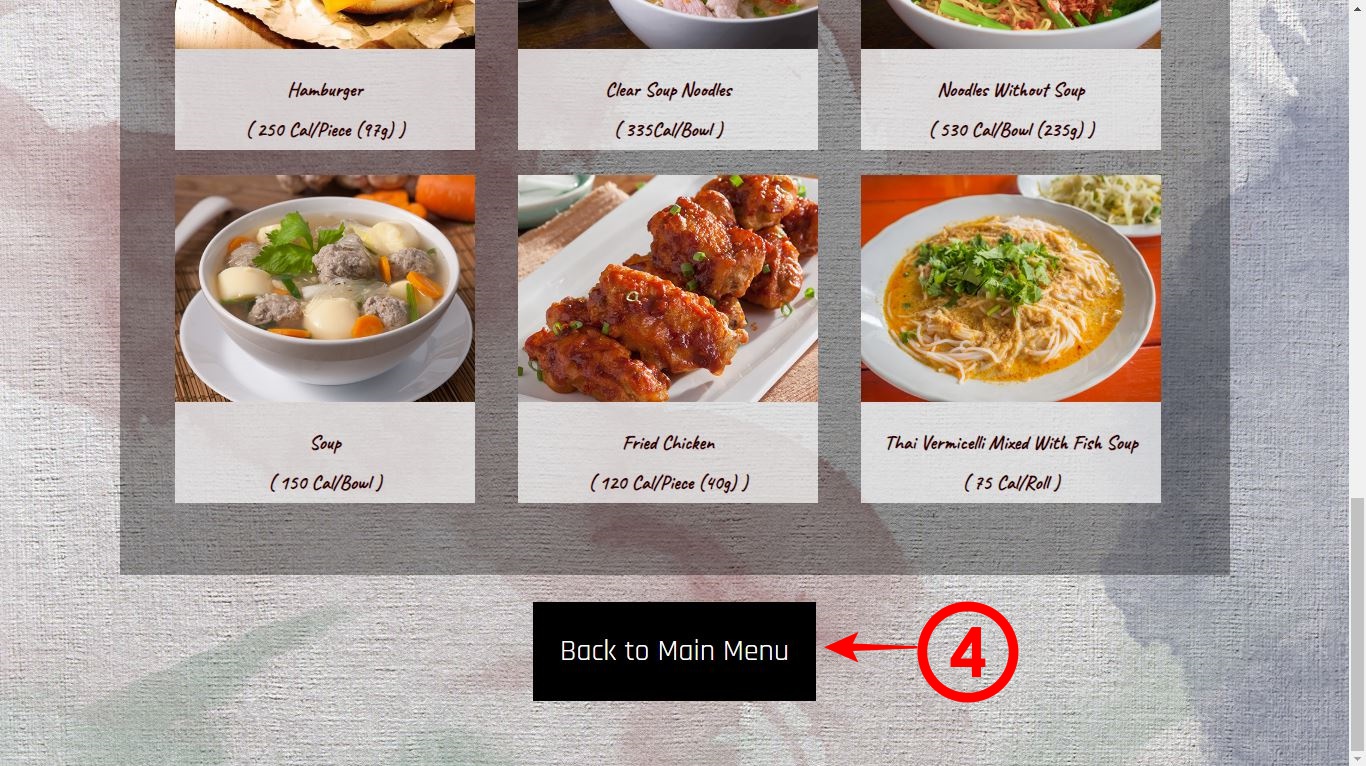 Hamburger
( 250 Cal/Piece (97g) )
Clear Soup Noodles
( 335Cal/Bowl )
Noodles Without Soup
( 530 Cal/Bowl (235g) )
Soup
( 150 Cal/Bowl )
Fried Chicken
( 120 Cal/Piece (40g) )
Thai Vermicelli Mixed With Fish Soup
( 75 Cal/Roll )
Back to Main Menu
4